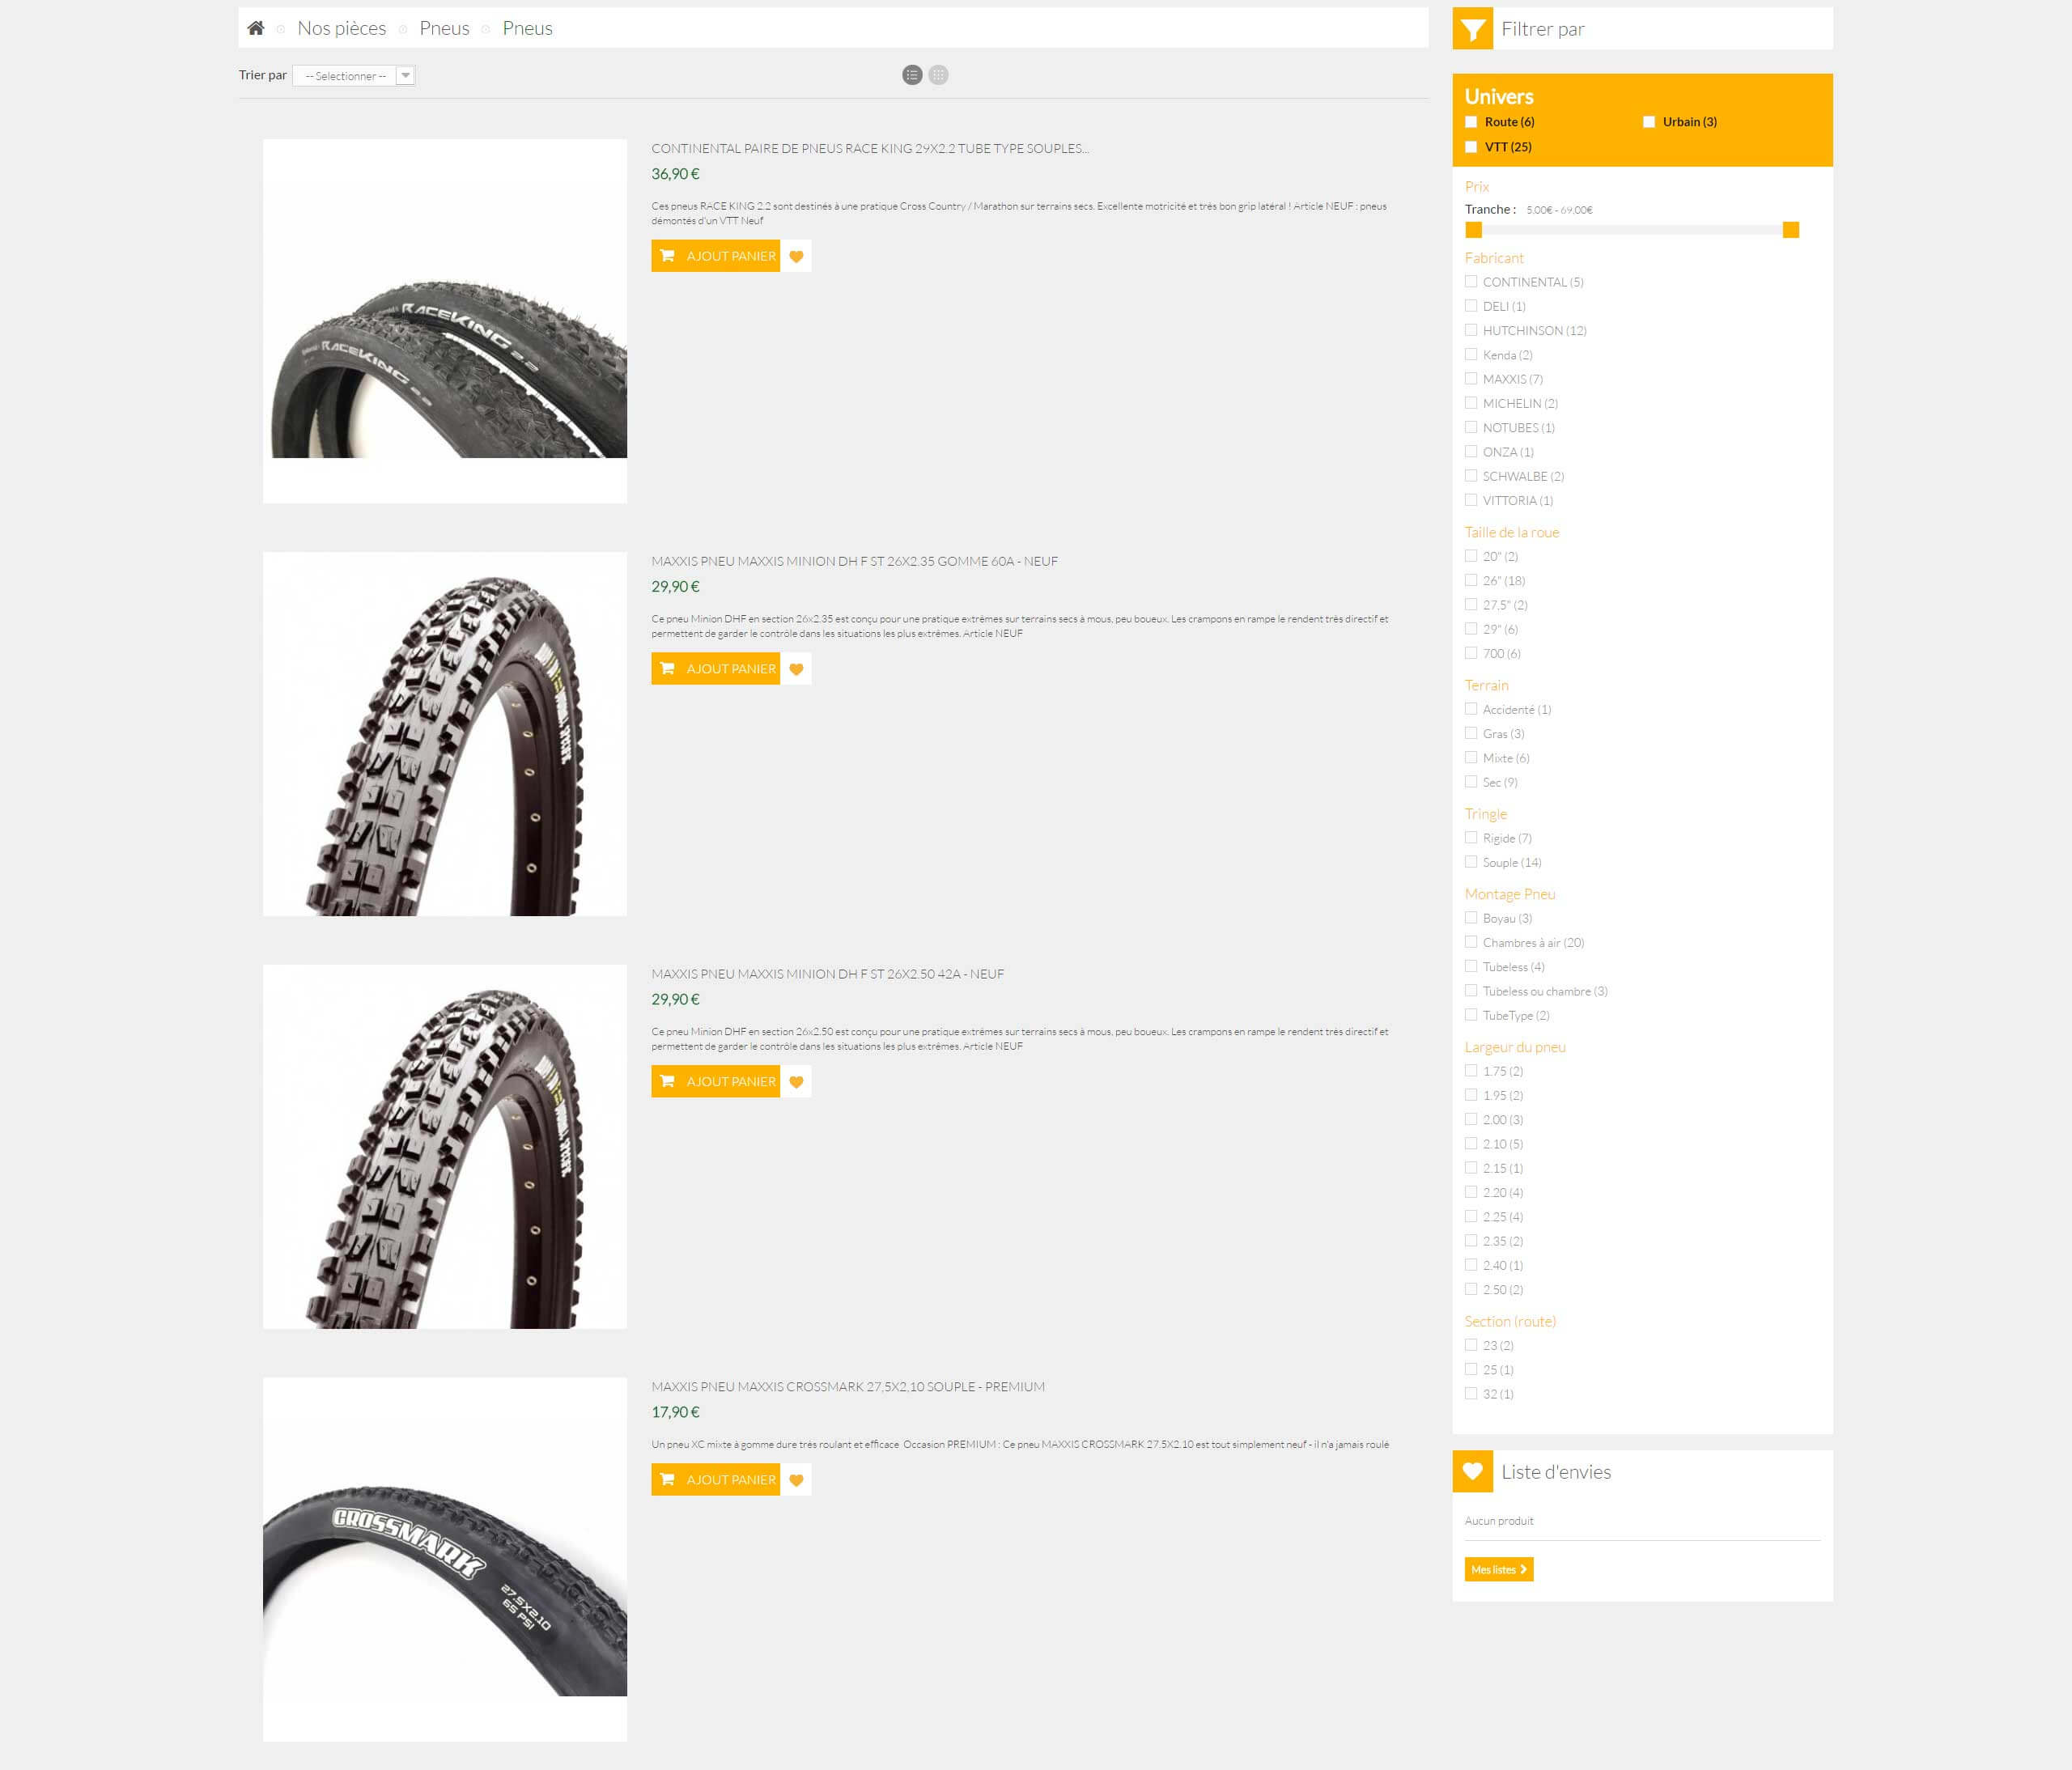 Nos pièces
Pneus
Pneus
Trier par
-- Selectionner --
CONTINENTAL PAIRE DE PNEUS RACE KING 29X2.2 TUBE TYPE SOUPLES...
36,90 €
Ces pneus RACE KING 2.2 sont destinés à une pratique Cross Country / Marathon sur terrains secs. Excellente motricité et très bon grip latéral ! Article NEUF : pneus
démontés d'un VTT Neuf
AJOUT PANIER
RACEKING 2.2
RACEKING 2.2
MAXXIS PNEU MAXXIS MINION DH F ST 26X2.35 GOMME 60A - NEUF
29,90 €
Ce pneu Minion DHF en section 26x2.35 est conçu pour une pratique extrêmes sur terrains secs à mous, peu boueux. Les crampons en rampe le rendent très directif et
permettent de garder le contrôle dans les situations les plus extrêmes. Article NEUF
AJOUT PANIER
MAXXIS PNEU MAXXIS MINION DH F ST 26X2.50 42A - NEUF
29,90 €
Ce pneu Minion DHF en section 26x2.50 est conçu pour une pratique extrêmes sur terrains secs à mous, peu boueux. Les crampons en rampe le rendent très directif et
permettent de garder le contrôle dans les situations les plus extrêmes. Article NEUF
AJOUT PANIER
MAXXIS PNEU MAXXIS CROSSMARK 27,5X2,10 SOUPLE - PREMIUM
17,90 €
Un pneu XC mixte à gomme dure très roulant et efficace  Occasion PREMIUM : Ce pneu MAXXIS CROSSMARK 27.5X2.10 est tout simplement neuf - il n'a jamais roulé
AJOUT PANIER
CROSSMARK
27.5X2.10
65 PSI
Filtrer par
Univers
Route (6)
Urbain (3)
VTT (25)
Prix
Tranche : 5,00€ - 69,00€
Fabricant
CONTINENTAL (5)
DELI (1)
HUTCHINSON (12)
Kenda (2)
MAXXIS (7)
MICHELIN (2)
NOTUBES (1)
ONZA (1)
SCHWALBE (2)
VITTORIA (1)
Taille de la roue
20" (2)
26" (18)
27,5" (2)
29" (6)
700 (6)
Terrain
Accidenté (1)
Gras (3)
Mixte (6)
Sec (9)
Tringle
Rigide (7)
Souple (14)
Montage Pneu
Boyau (3)
Chambres à air (20)
Tubeless (4)
Tubeless ou chambre (3)
TubeType (2)
Largeur du pneu
1.75 (2)
1.95 (2)
2.00 (3)
2.10 (5)
2.15 (1)
2.20 (4)
2.25 (4)
2.35 (2)
2.40 (1)
2.50 (2)
Section (route)
23 (2)
25 (1)
32 (1)
Liste d'envies
Aucun produit
Mes listes